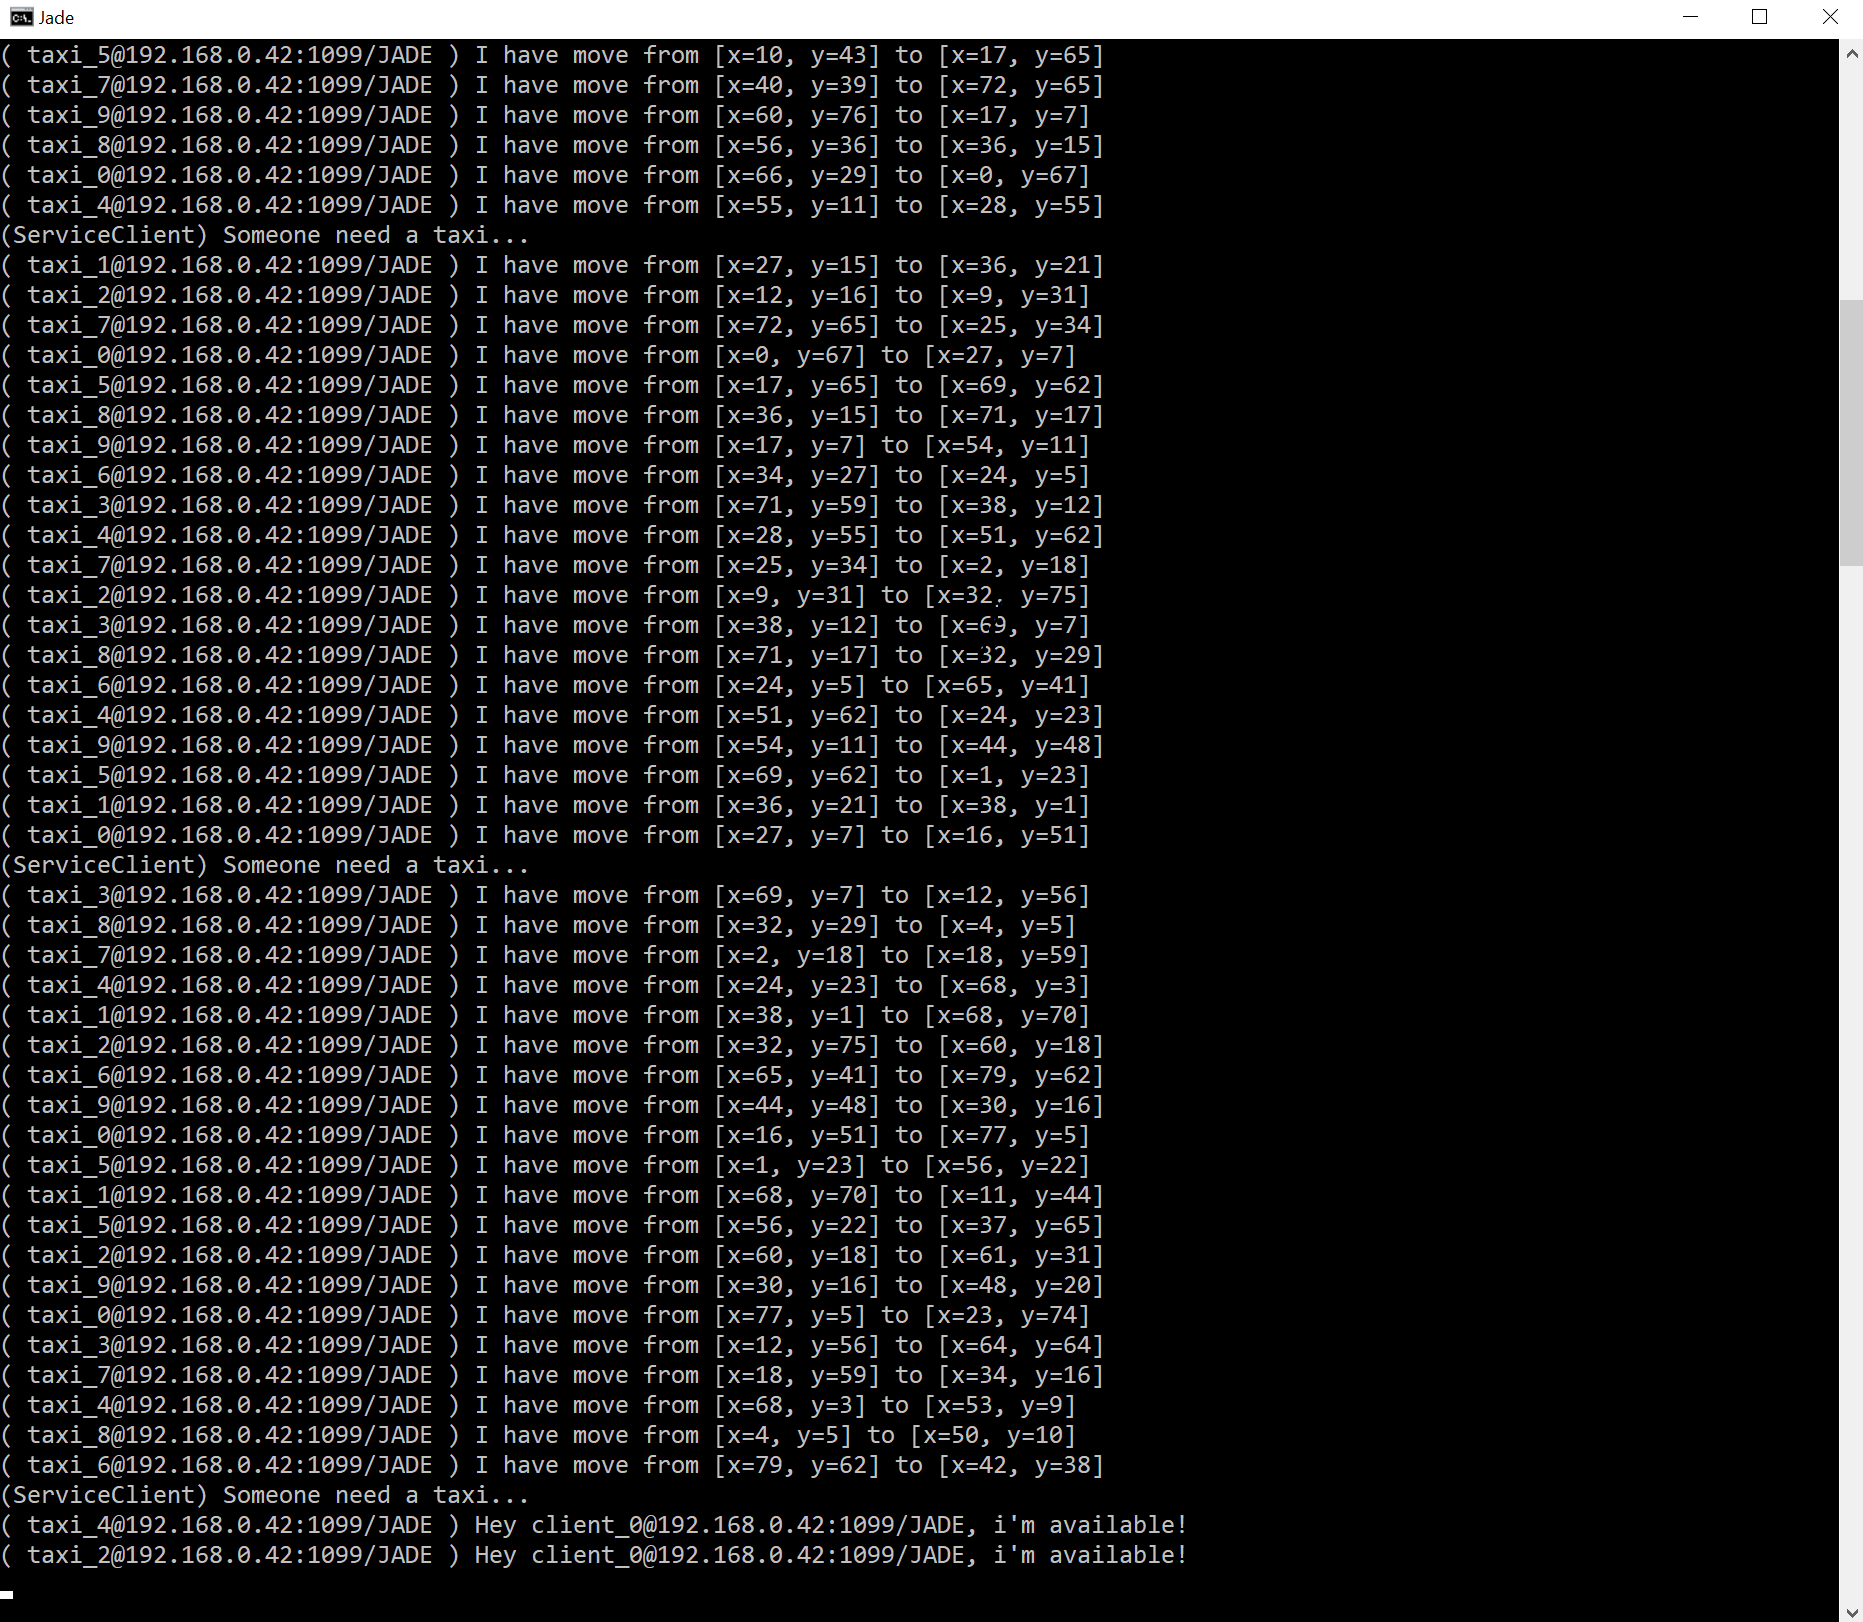 Jade
( taxi_5@192.168.0.42:1099/JADE ) I have move from [x=10, y=43] to [x=17, y=65]
( taxi_7@192.168.0.42:1099/JADE ) I have move from [x=40, y=39] to [x=72, y=65]
( taxi_9@192.168.0.42:1099/JADE ) I have move from [x=60, y=76] to [x=17, y=7]
( taxi_8@192.168.0.42:1099/JADE ) I have move from [x=56, y=36] to [x=36, y=15]
( taxi_0@192.168.0.42:1099/JADE ) I have move from [x=66, y=29] to [x=0, y=67]
( taxi_4@192.168.0.42:1099/JADE ) I have move from [x=55, y=11] to [x=28, y=55]
(ServiceClient) Someone need a taxi...
( taxi_1@192.168.0.42:1099/JADE ) I have move from [x=27, y=15] to [x=36, y=21]
( taxi_2@192.168.0.42:1099/JADE ) I have move from [x=12, y=16] to [x=9, y=31]
( taxi_7@192.168.0.42:1099/JADE ) I have move from [x=72, y=65] to [x=25, y=34]
( taxi_0@192.168.0.42:1099/JADE ) I have move from [x=0, y=67] to [x=27, y=7]
( taxi_5@192.168.0.42:1099/JADE ) I have move from [x=17, y=65] to [x=69, y=62]
( taxi_8@192.168.0.42:1099/JADE ) I have move from [x=36, y=15] to [x=71, y=17]
( taxi_9@192.168.0.42:1099/JADE ) I have move from [x=17, y=7] to [x=54, y=11]
( taxi_6@192.168.0.42:1099/JADE ) I have move from [x=34, y=27] to [x=24, y=5]
( taxi_3@192.168.0.42:1099/JADE ) I have move from [x=71, y=59] to [x=38, y=12]
( taxi_4@192.168.0.42:1099/JADE ) I have move from [x=28, y=55] to [x=51, y=62]
( taxi_7@192.168.0.42:1099/JADE ) I have move from [x=25, y=34] to [x=2, y=18]
( taxi_2@192.168.0.42:1099/JADE ) I have move from [x=9, y=31] to [x=32, y=75]
( taxi_3@192.168.0.42:1099/JADE ) I have move from [x=38, y=12] to [x=69, y=7]
( taxi_8@192.168.0.42:1099/JADE ) I have move from [x=71, y=17] to [x=32, y=29]
( taxi_6@192.168.0.42:1099/JADE ) I have move from [x=24, y=5] to [x=65, y=41]
( taxi_4@192.168.0.42:1099/JADE ) I have move from [x=51, y=62] to [x=24, y=23]
( taxi_9@192.168.0.42:1099/JADE ) I have move from [x=54, y=11] to [x=44, y=48]
( taxi_5@192.168.0.42:1099/JADE ) I have move from [x=69, y=62] to [x=1, y=23]
( taxi_1@192.168.0.42:1099/JADE ) I have move from [x=36, y=21] to [x=38, y=1]
( taxi_0@192.168.0.42:1099/JADE ) I have move from [x=27, y=7] to [x=16, y=51]
(ServiceClient) Someone need a taxi...
( taxi_3@192.168.0.42:1099/JADE ) I have move from [x=69, y=7] to [x=12, y=56]
( taxi_8@192.168.0.42:1099/JADE ) I have move from [x=32, y=29] to [x=4, y=5]
( taxi_7@192.168.0.42:1099/JADE ) I have move from [x=2, y=18] to [x=18, y=59]
( taxi_4@192.168.0.42:1099/JADE ) I have move from [x=24, y=23] to [x=68, y=3]
( taxi_1@192.168.0.42:1099/JADE ) I have move from [x=38, y=1] to [x=68, y=70]
( taxi_2@192.168.0.42:1099/JADE ) I have move from [x=32, y=75] to [x=60, y=18]
( taxi_6@192.168.0.42:1099/JADE ) I have move from [x=65, y=41] to [x=79, y=62]
( taxi_9@192.168.0.42:1099/JADE ) I have move from [x=44, y=48] to [x=30, y=16]
( taxi_0@192.168.0.42:1099/JADE ) I have move from [x=16, y=51] to [x=77, y=5]
( taxi_5@192.168.0.42:1099/JADE ) I have move from [x=1, y=23] to [x=56, y=22]
( taxi_1@192.168.0.42:1099/JADE ) I have move from [x=68, y=70] to [x=11, y=44]
( taxi_5@192.168.0.42:1099/JADE ) I have move from [x=56, y=22] to [x=37, y=65]
( taxi_2@192.168.0.42:1099/JADE ) I have move from [x=60, y=18] to [x=61, y=31]
( taxi_9@192.168.0.42:1099/JADE ) I have move from [x=30, y=16] to [x=48, y=20]
( taxi_0@192.168.0.42:1099/JADE ) I have move from [x=77, y=5] to [x=23, y=74]
( taxi_3@192.168.0.42:1099/JADE ) I have move from [x=12, y=56] to [x=64, y=64]
( taxi_7@192.168.0.42:1099/JADE ) I have move from [x=18, y=59] to [x=34, y=16]
( taxi_4@192.168.0.42:1099/JADE ) I have move from [x=68, y=3] to [x=53, y=9]
( taxi_8@192.168.0.42:1099/JADE ) I have move from [x=4, y=5] to [x=50, y=10]
( taxi_6@192.168.0.42:1099/JADE ) I have move from [x=79, y=62] to [x=42, y=38]
(ServiceClient) Someone need a taxi...
( taxi_4@192.168.0.42:1099/JADE ) Hey client_0@192.168.0.42:1099/JADE, i'm available!
( taxi_2@192.168.0.42:1099/JADE ) Hey client_0@192.168.0.42:1099/JADE, i'm available!